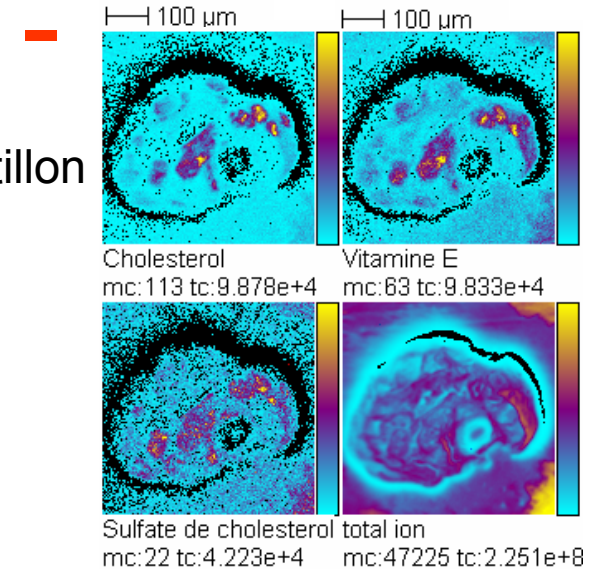 100 µm 100 µm
tillon
Cholesterol Vitamine E
mc:113 tc:9.878e+4 mc:63 tc:9.833e+4
Sulfate de cholesterol total ion
mc:22 tc:4.223e+4 mc:47225 tc:2.251e+8